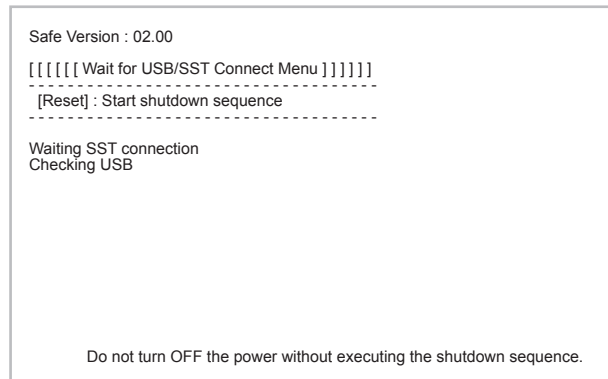 Safe Version : 02.00
[ [ [ [ [ [ Wait for USB/SST Connect Menu ] ] ] ] ] ]
- - - - - - - - - - - - - - - - - - - - - - - - - - - - - - - - - - - -
[Reset] : Start shutdown sequence
- - - - - - - - - - - - - - - - - - - - - - - - - - - - - - - - - - - -
Waiting SST connection
Checking USB
Do not turn OFF the power without executing the shutdown sequence.